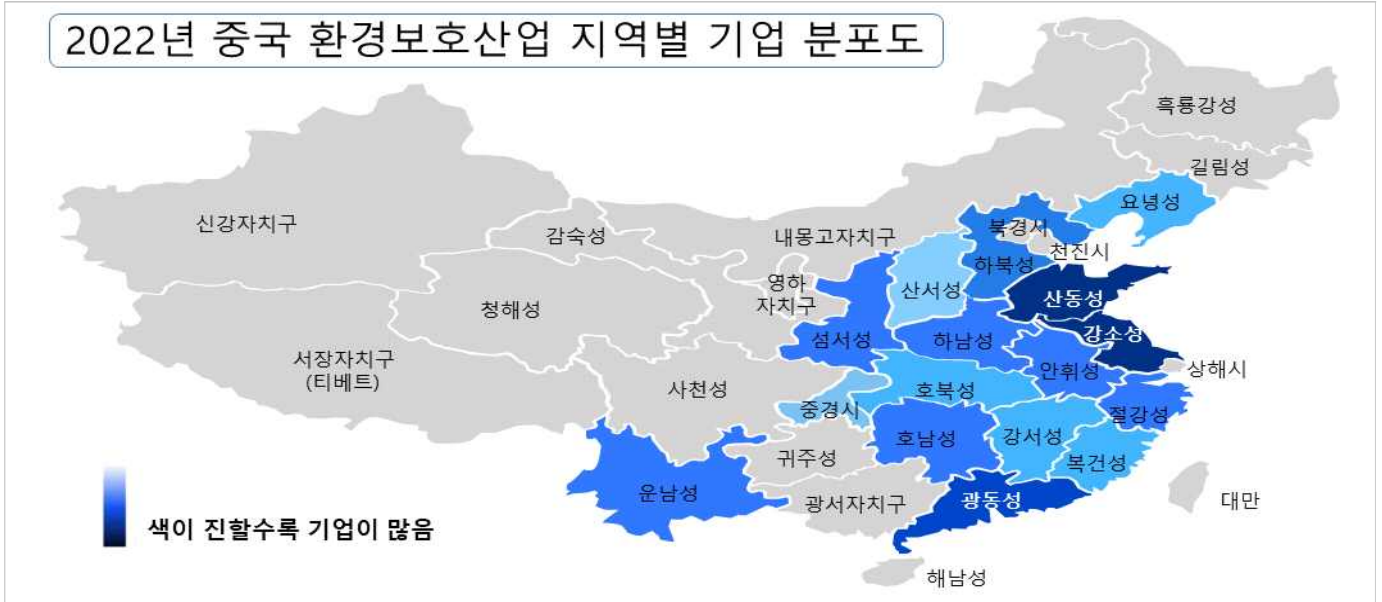 2022년 중국 환경보호산업 지역별 기업 분포도
흑룡강성
길림성
요녕성
신강자치구
감숙성
내몽고자치구
북경시
천진시
하북성
영하
자치구
산서성
산동성
청해성
섬서성
하남성
강소성
서장자치구
(티베트)
사천성
안휘성
상해시
중경시
호북성
절강성
귀주성
호남성
강서성
복건성
운남성
광서자치구
광동성
대만
색이 진할수록 기업이 많음
해남성